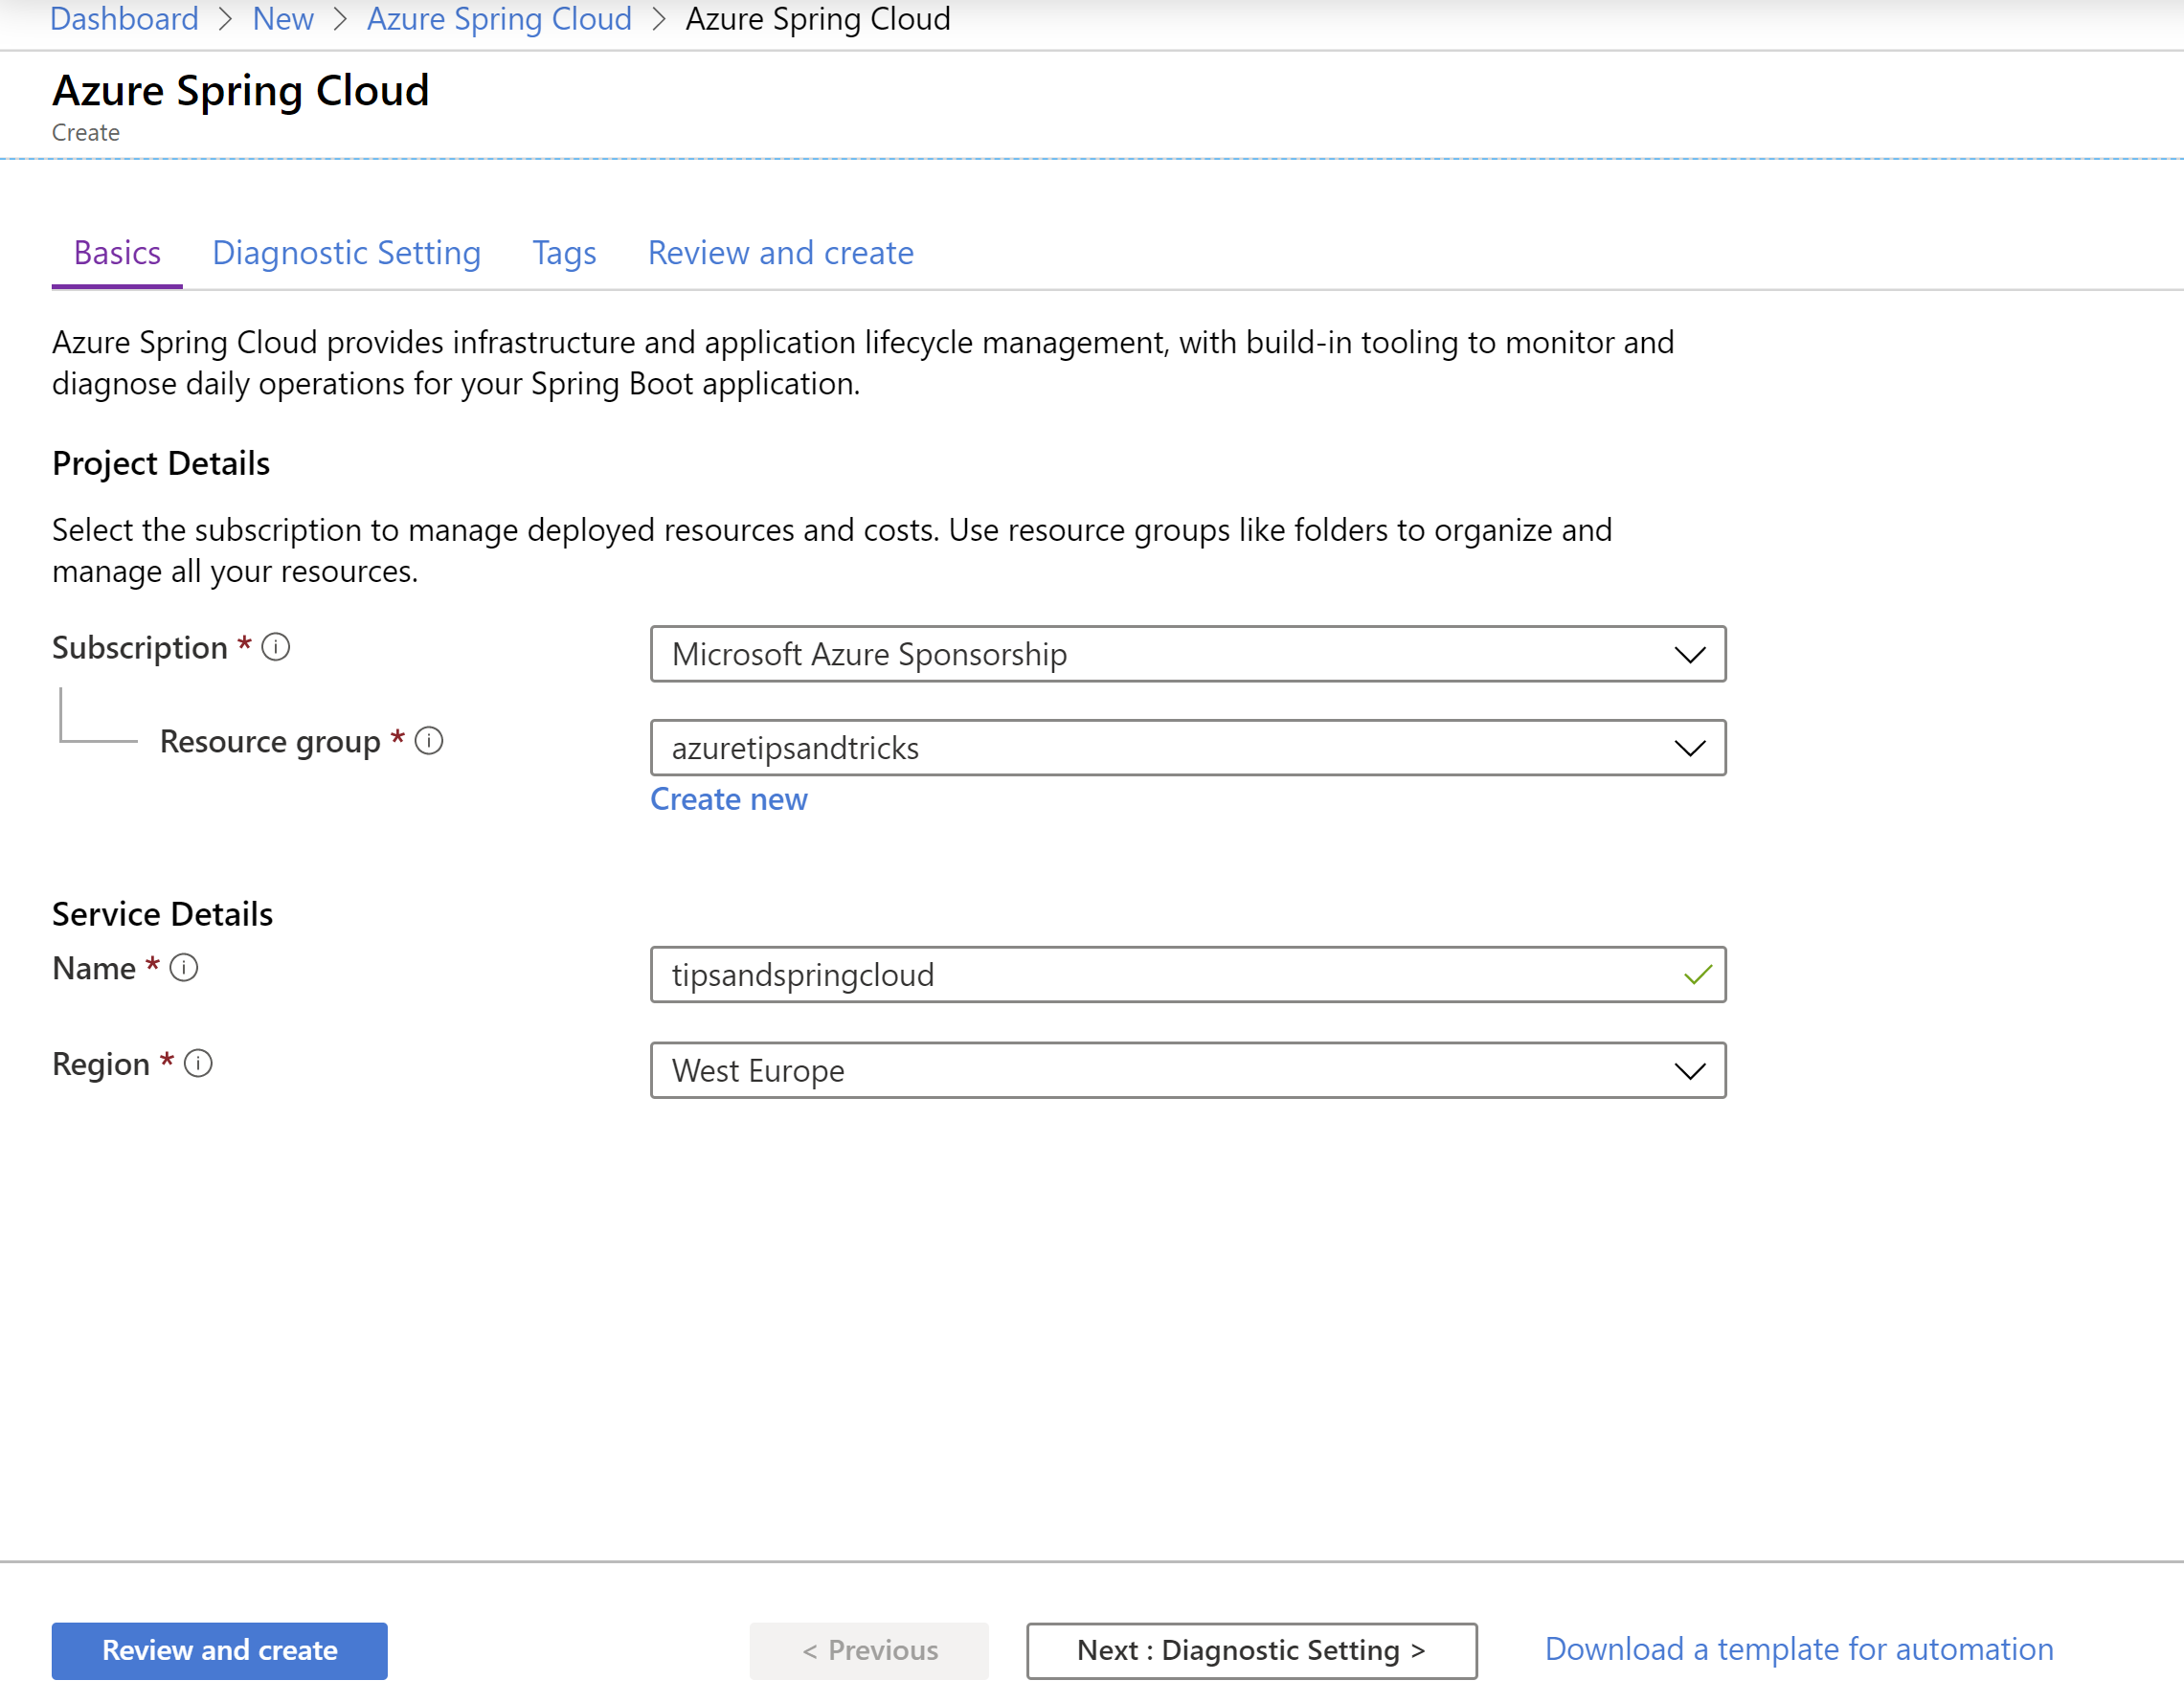 Dashboard > New > Azure Spring Cloud > Azure Spring Cloud
Azure Spring Cloud
Create
Basics Diagnostic Setting Tags Review and create
Azure Spring Cloud provides infrastructure and application lifecycle management, with build-in tooling to monitor and
diagnose daily operations for your Spring Boot application.
Project Details
Select the subscription to manage deployed resources and costs. Use resource groups like folders to organize and
manage all your resources.
Subscription * Microsoft Azure Sponsorship
Resource group * azuretipsandtricks
Create new
Service Details
Name * tipsandspringcloud
Region * West Europe
Review and create < Previous Next : Diagnostic Setting > Download a template for automation